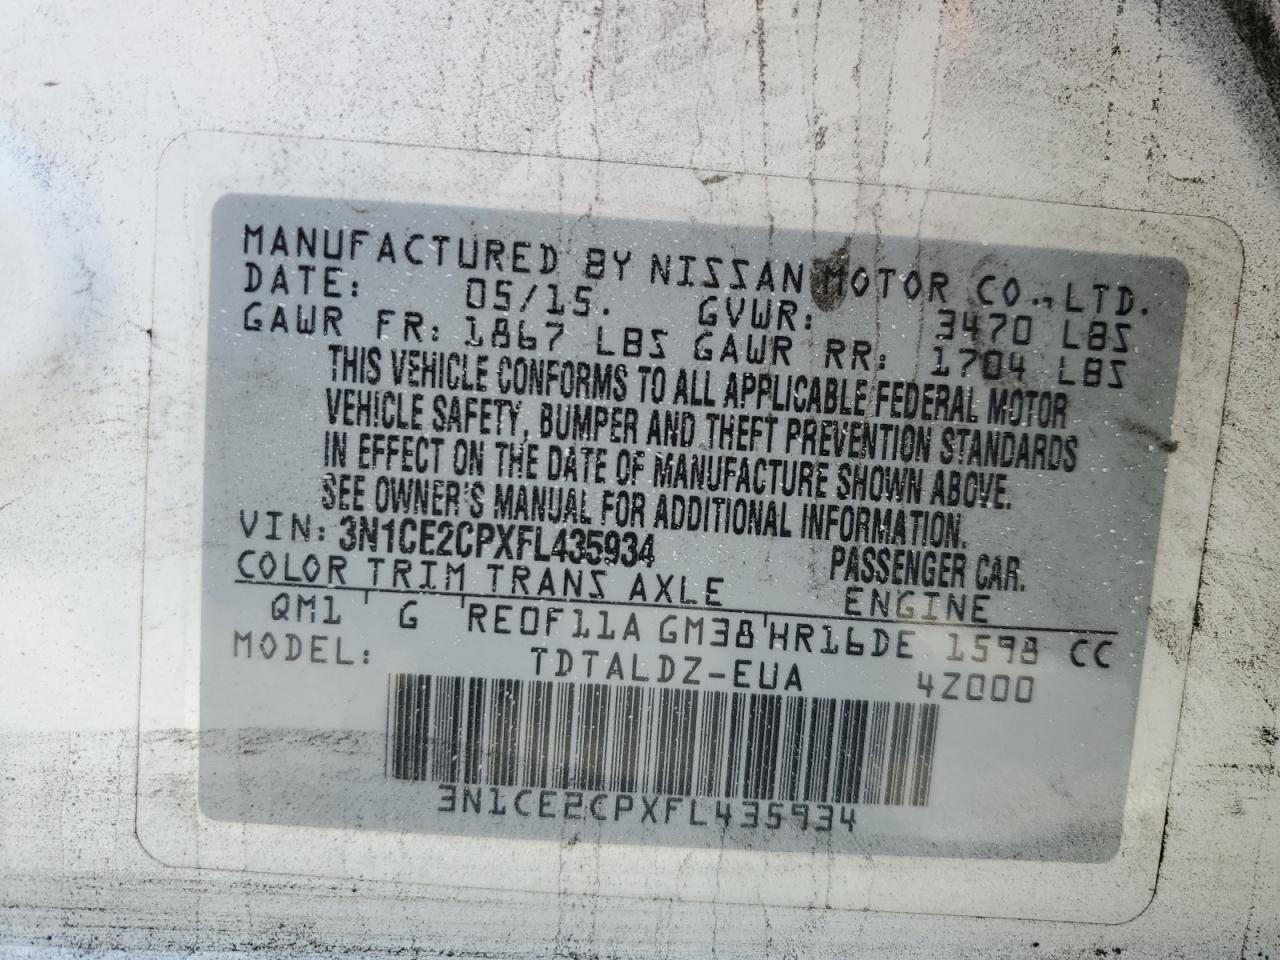 MANUFACTURED BY NISSAN MOTOR CO., LTD.
DATE: 05/15. GVWR: 3470 LBS
GAWR FR: 1867 LBS GAWR RR: 1704 LBS
THIS VEHICLE CONFORMS TO ALL APPLICABLE FEDERAL MOTOR
VEHICLE SAFETY, BUMPER AND THEFT PREVENTION STANDARDS
IN EFFECT ON THE DATE OF MANUFACTURE SHOWN ABOVE.
SEE OWNER'S MANUAL FOR ADDITIONAL INFORMATION.
VIN: 3N1CE2CPXFL435934 PASSENGER CAR.
COLOR TRIM TRANS AXLE ENGINE
QM1 G RE0F11A GM38 HR16DE 1598 CC
MODEL: TDTALDZ-EUA 4Z000
3N1CE2CPXFL435934